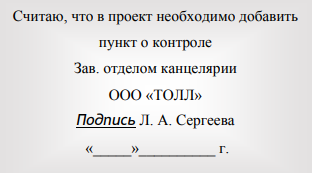 Считаю, что в проект необходимо добавить
пункт о контроле
Зав. отделом канцелярии
ООО «ТОЛЛ»
Подпись Л. А. Сергеева
«_____»__________ г.